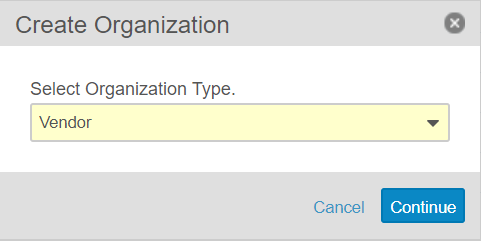 Create Organization
Select Organization Type.
Vendor
Cancel Continue